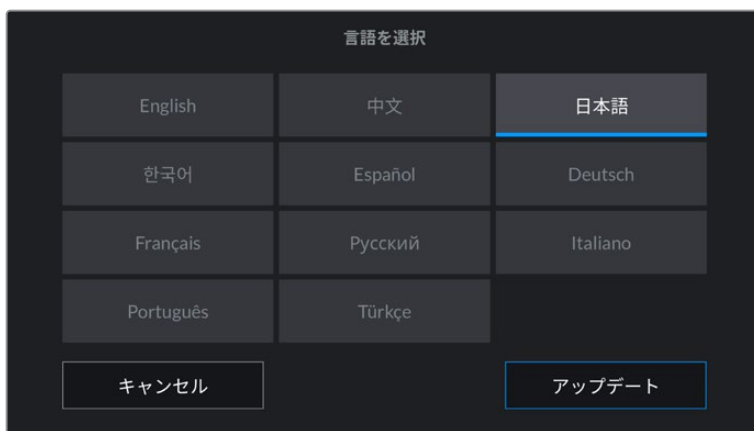 言語を選択
English 中文 日本語
한국어 Español Deutsch
Français Русский Italiano
Português Türkçe
キャンセル アップデート